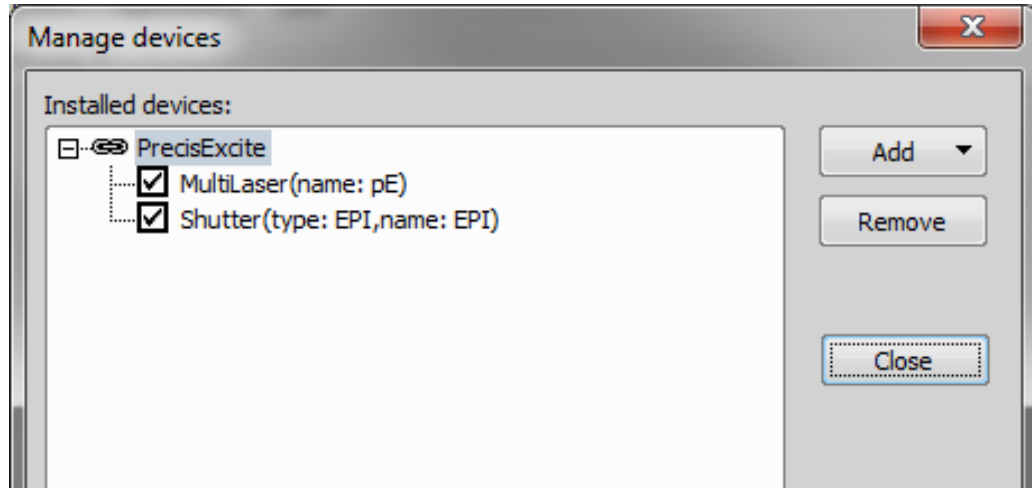 Manage devices
Installed devices:
PrecisExcite
MultiLaser(name: pE)
Shutter(type: EPI,name: EPI)
Add
Remove
Close